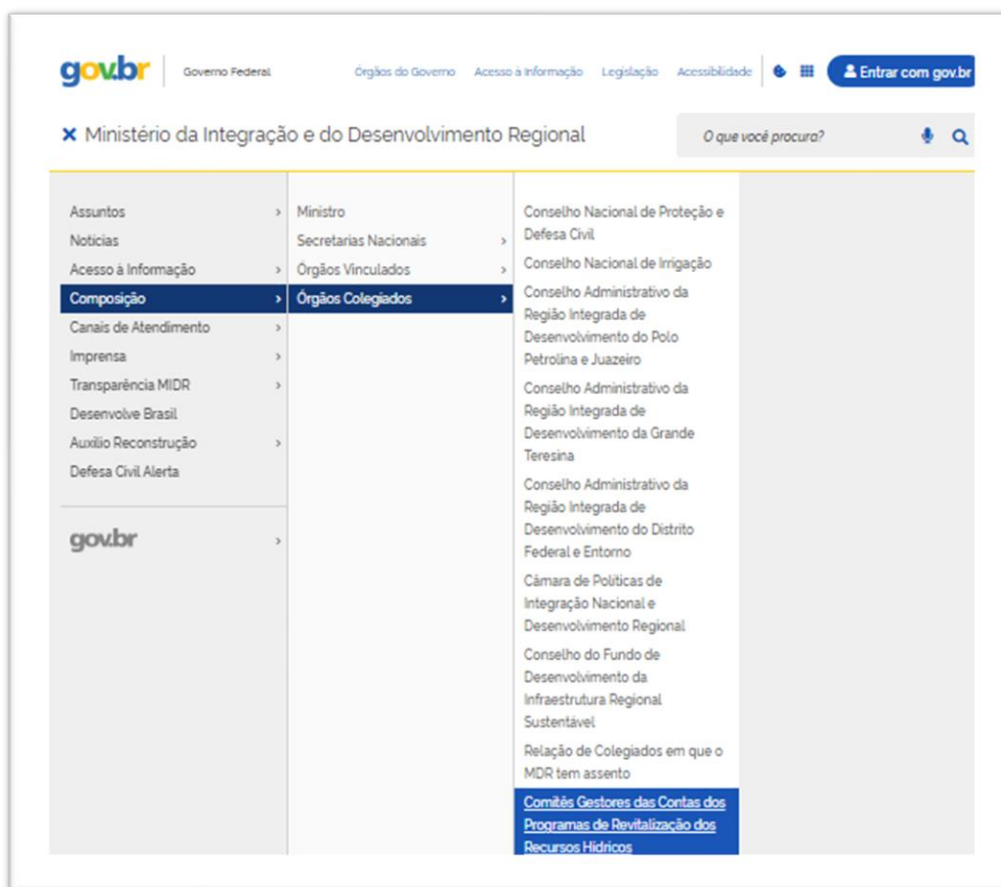 gov.br
Governo Federal
Órgãos do Governo
Acesso à Informação
Legislação
Acessibilidade
Entrar com gov.br
Ministério da Integração e do Desenvolvimento Regional
O que você procura?
Assuntos
Notícias
Acesso à Informação
Composição
Canais de Atendimento
Imprensa
Transparência MIDR
Desenvolve Brasil
Auxílio Reconstrução
Defesa Civil Alerta
gov.br
Ministro
Secretarias Nacionais
Órgãos Vinculados
Órgãos Colegiados
Conselho Nacional de Proteção e
Defesa Civil
Conselho Nacional de Irrigação
Conselho Administrativo da
Região Integrada de
Desenvolvimento do Polo
Petrolina e Juazeiro
Conselho Administrativo da
Região Integrada de
Desenvolvimento da Grande
Teresina
Conselho Administrativo da
Região Integrada de
Desenvolvimento do Distrito
Federal e Entorno
Câmara de Políticas de
Integração Nacional e
Desenvolvimento Regional
Conselho do Fundo de
Desenvolvimento da
Infraestrutura Regional
Sustentável
Relação de Colegiados em que o
MDR tem assento
Comitês Gestores das Contas dos
Programas de Revitalização dos
Recursos Hídricos